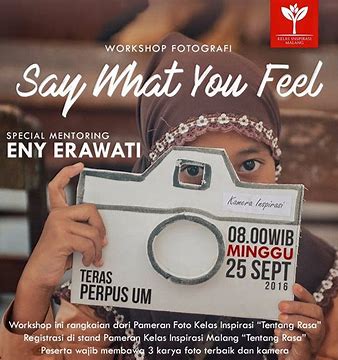 KELAS INSPIRASI
MALANG
WORKSHOP FOTOGRAFI
Say What You Feel
SPECIAL MENTORING
ENY ERAWATI
Kamera Inspirasi
08.00WIB
MINGGU
25 SEPT
2016
TERAS
PERPUS UM
Workshop ini rangkaian dari Pameran Foto Kelas Inspirasi "Tentang Rasa"
Registrasi di stand Pameran Kelas Inspirasi Malang "Tentang Rasa"
Peserta wajib membawa 3 karya foto terbaik dan kamera